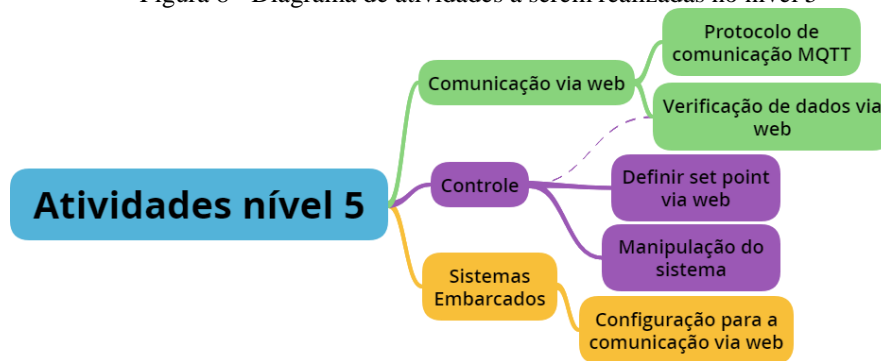 Figura 8 - Diagrama de atividades a serem realizadas no nível 5
Protocolo de
comunicação MQTT
Comunicação via web
Verificação de dados via
web
Controle
Definir set point
via web
Atividades nível 5
Manipulação do
sistema
Sistemas
Embarcados
Configuração para a
comunicação via web